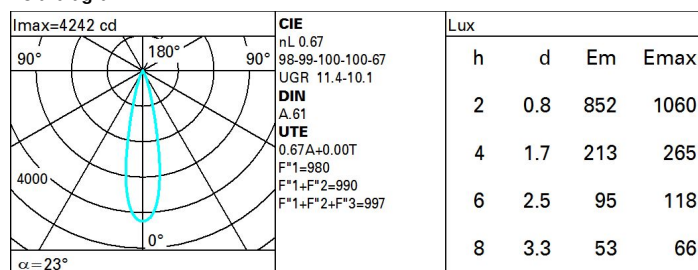 Imax=4242 cd
90° 180° 90°
4000
0°
α=23°
CIE
nL 0.67
98-99-100-100-67
UGR 11.4-10.1
DIN
A.61
UTE
0.67A+0.00T
F"1=980
F"1+F"2=990
F"1+F"2+F"3=997
Lux
h d Em Emax
2 0.8 852 1060
4 1.7 213 265
6 2.5 95 118
8 3.3 53 66